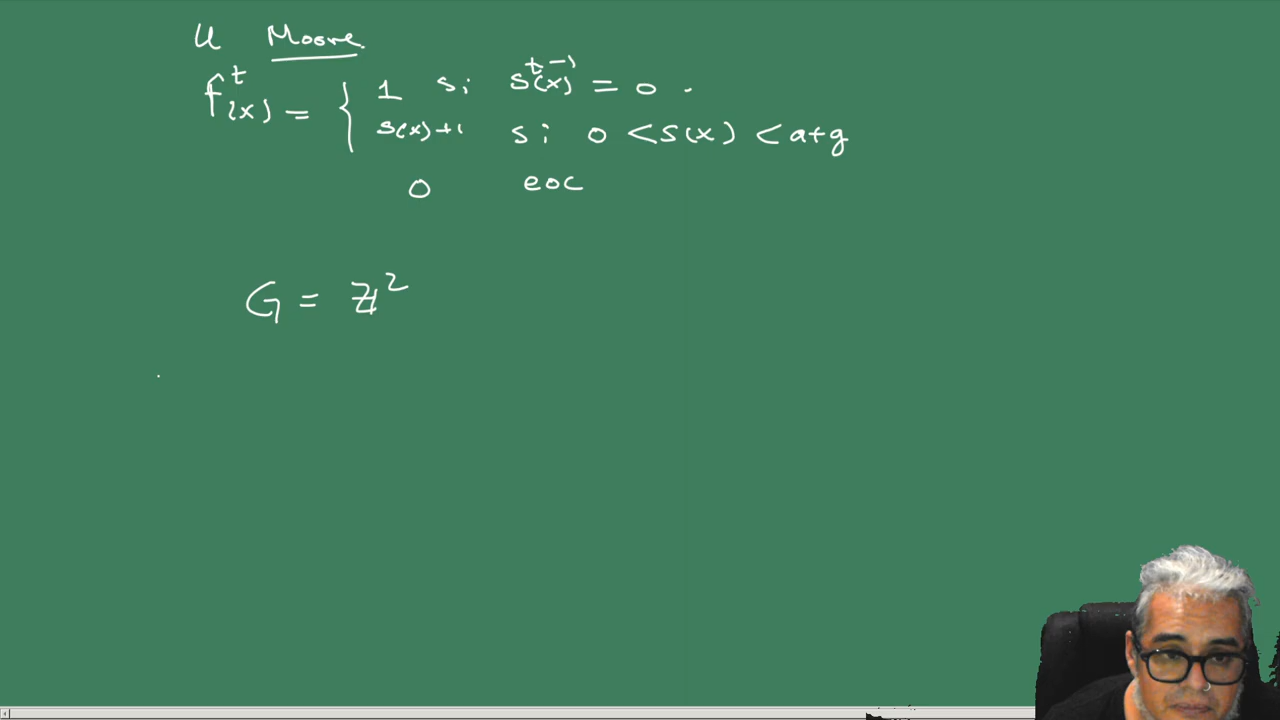 U Moore.
f^t(x) = { 1 si s^{t-1}(x) = 0.
s(x)+1 si 0 < s(x) < a+g
0 eoc
G = ℤ²